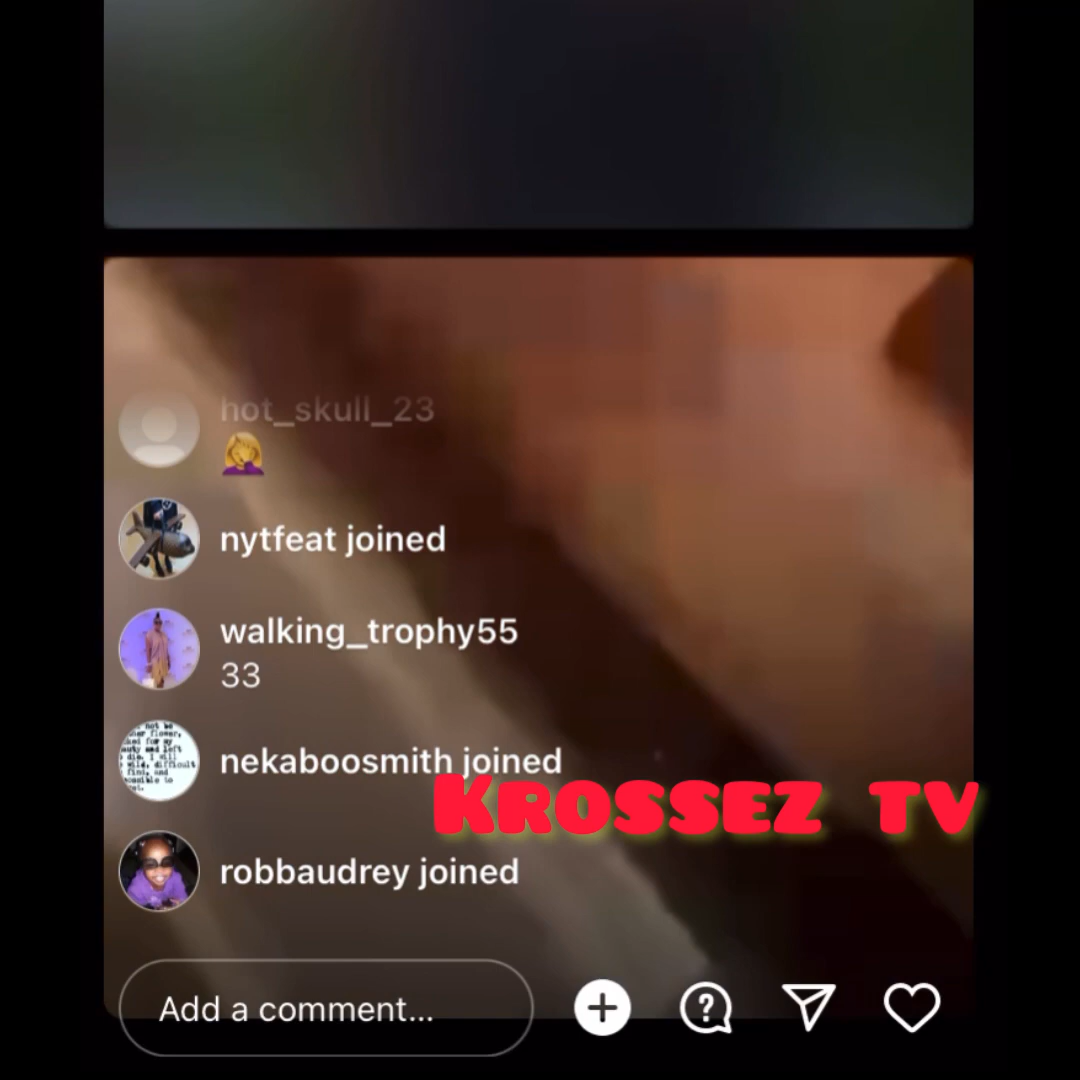 hot_skull_23
🤦‍♀️
nytfeat joined
walking_trophy55
33
nekaboosmith joined
KROSSEZ TV
robbaudrey joined
Add a comment...